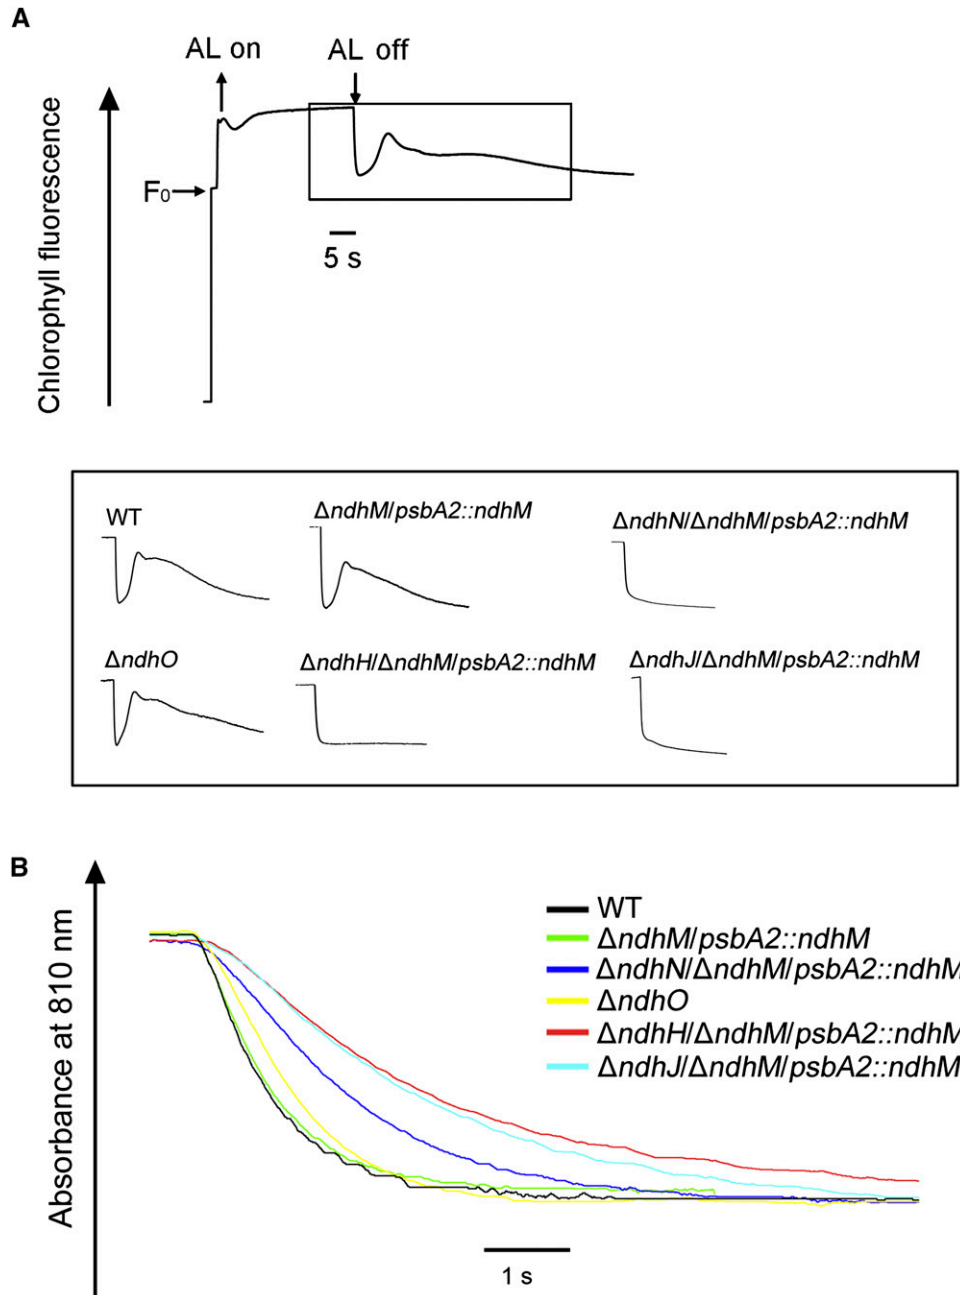 A
AL on
AL off
Chlorophyll fluorescence
F0
5 s
WT
ΔndhM/psbA2::ndhM
ΔndhN/ΔndhM/psbA2::ndhM
ΔndhO
ΔndhH/ΔndhM/psbA2::ndhM
ΔndhJ/ΔndhM/psbA2::ndhM
B
Absorbance at 810 nm
WT
ΔndhM/psbA2::ndhM
ΔndhN/ΔndhM/psbA2::ndhM
ΔndhO
ΔndhH/ΔndhM/psbA2::ndhM
ΔndhJ/ΔndhM/psbA2::ndhM
1 s